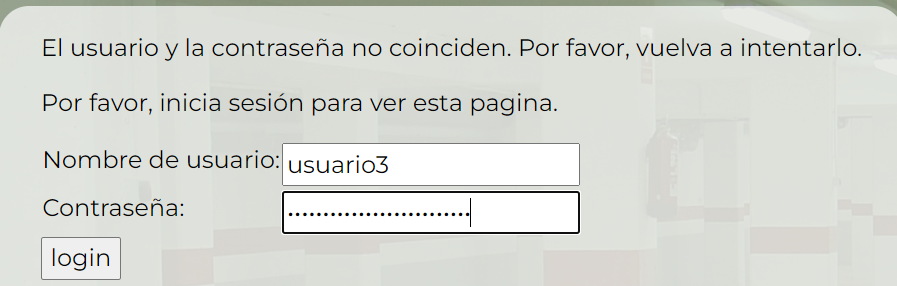 El usuario y la contraseña no coinciden. Por favor, vuelva a intentarlo.
Por favor, inicia sesión para ver esta pagina.
Nombre de usuario: usuario3
Contraseña: ..........................
login